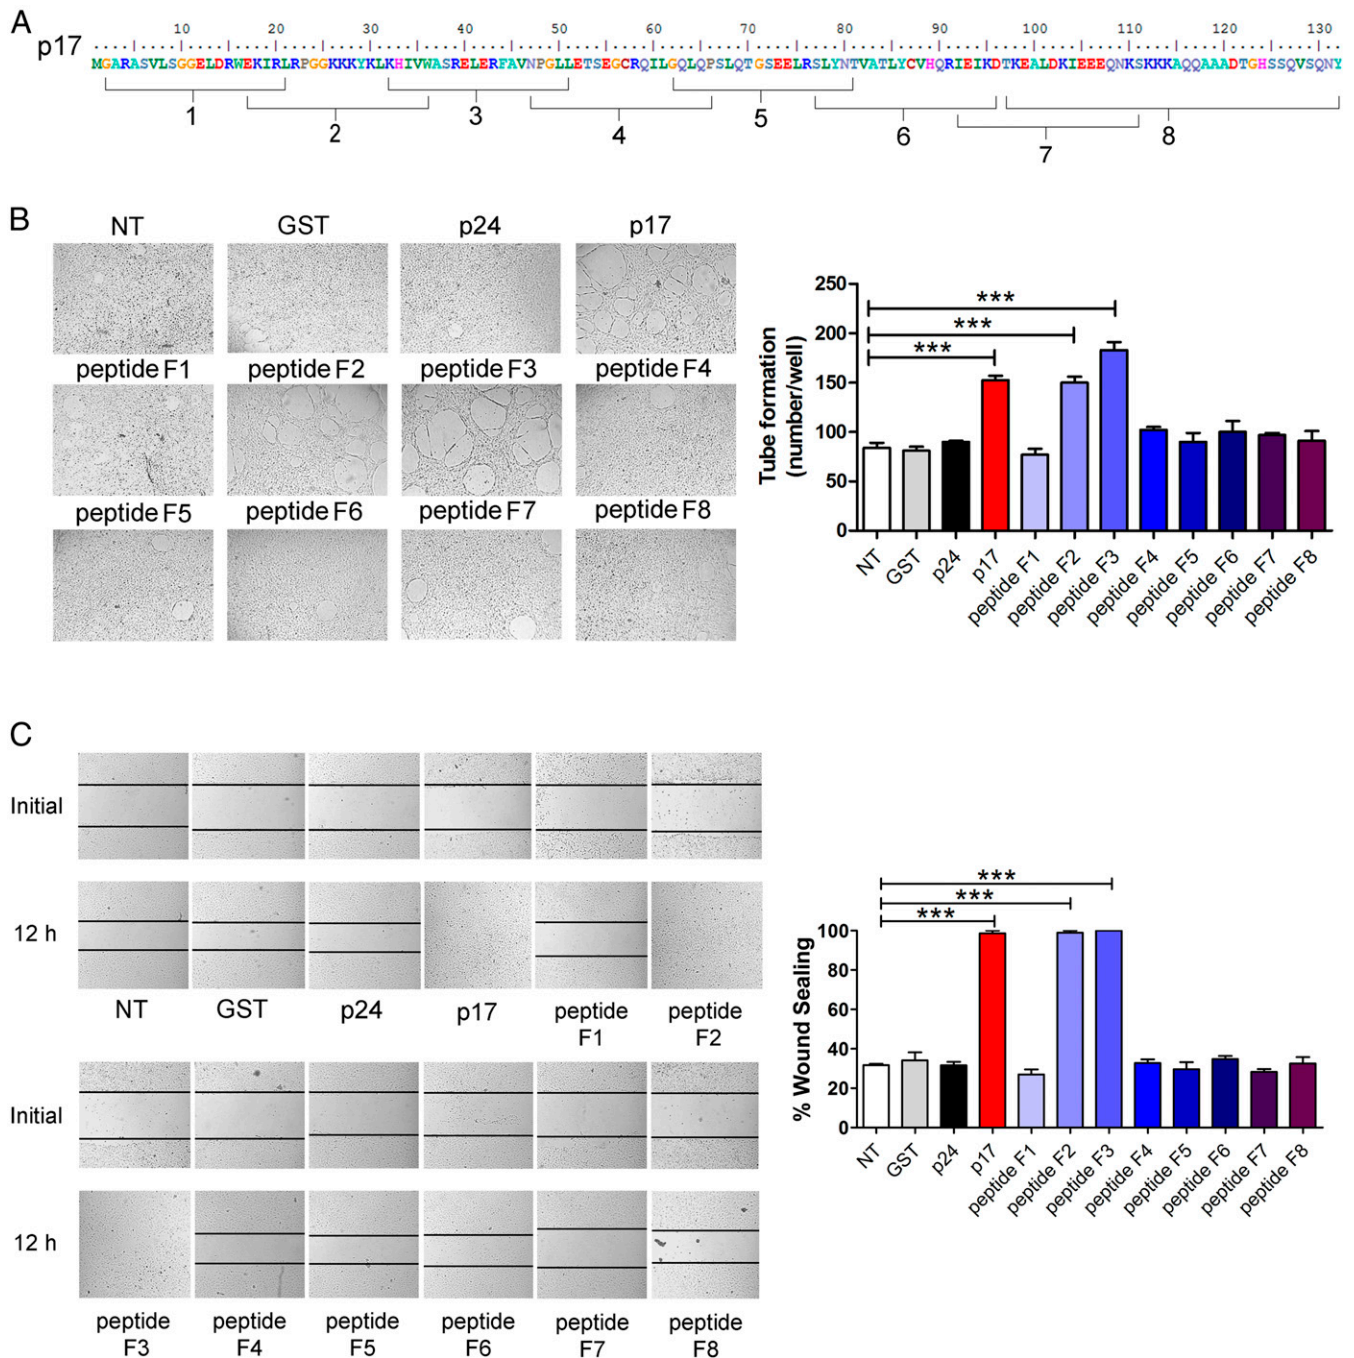 A
10 20 30 40 50 60 70 80 90 100 110 120 130
p17
MGARASVLSGGELDRWEKIRLRPGGKKKYKLKHIVWASRELERFAVNPGLLETSEGCRQILGQLQPSLQTGSEELRSLYNTVATLYCVHQRIEIKDTKEALDKIEEEQNKSKKKAQQAAADTGHSSQVSQNY
1 2 3 4 5 6 7 8
B
NT GST p24 p17
peptide F1 peptide F2 peptide F3 peptide F4
peptide F5 peptide F6 peptide F7 peptide F8
Tube formation
(number/well)
250
200
150
100
50
0
*** 
***
***
NT GST p24 p17 peptide F1 peptide F2 peptide F3 peptide F4 peptide F5 peptide F6 peptide F7 peptide F8
C
Initial
12 h
NT GST p24 p17 peptide F1 peptide F2
Initial
12 h
peptide F3 peptide F4 peptide F5 peptide F6 peptide F7 peptide F8
% Wound Sealing
100
80
60
40
20
0
***
***
***
NT GST p24 p17 peptide F1 peptide F2 peptide F3 peptide F4 peptide F5 peptide F6 peptide F7 peptide F8